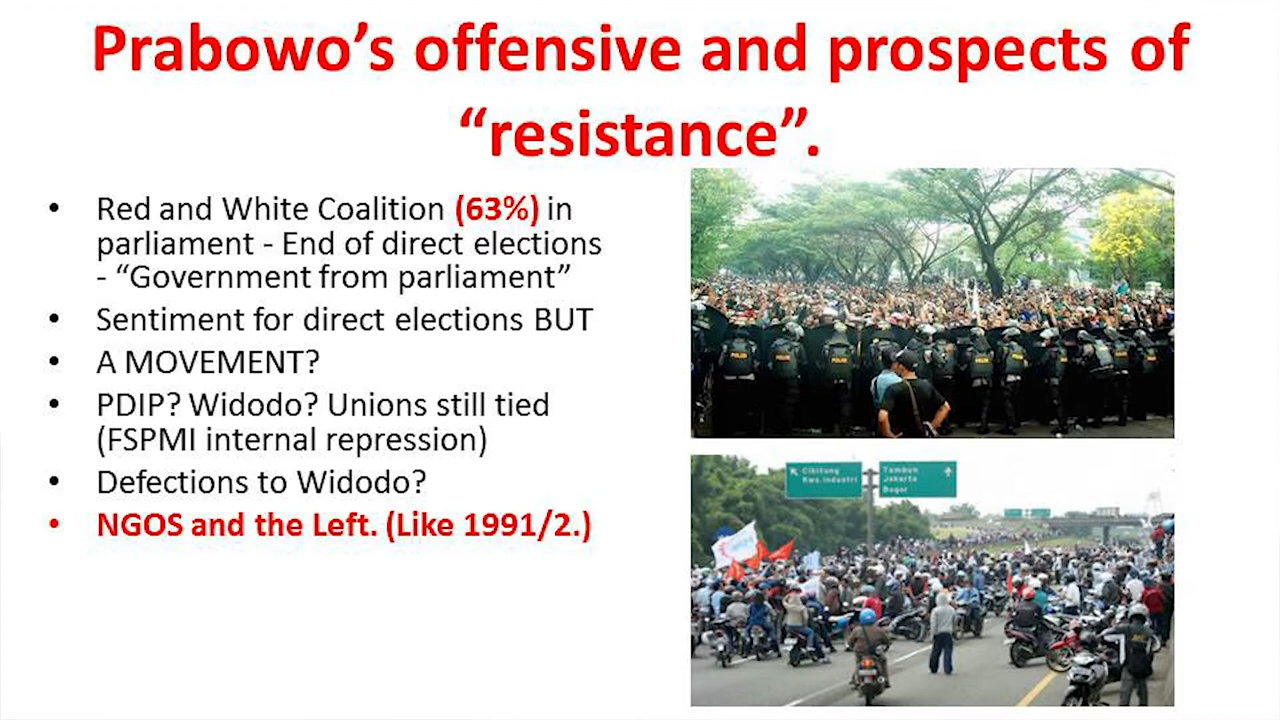 Prabowo’s offensive and prospects of
“resistance”.
• Red and White Coalition (63%) in
parliament - End of direct elections
- “Government from parliament”
• Sentiment for direct elections BUT
• A MOVEMENT?
• PDIP? Widodo? Unions still tied
(FSPMI internal repression)
• Defections to Widodo?
• NGOS and the Left. (Like 1991/2.)
POLISI
POLISI
POLISI
Cibitung
Kws.Industri
Tambun
Jakarta
Bogor